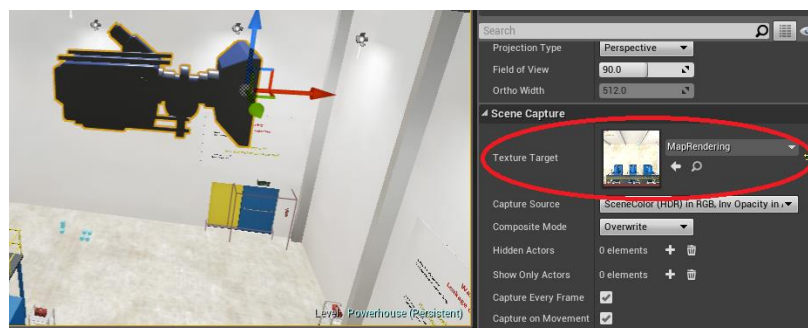 Search
Projection Type Perspective
Field of View 90.0
Ortho Width 512.0
Scene Capture
Texture Target MapRendering
Capture Source SceneColor (HDR) in RGB, Inv Opacity in
Composite Mode Overwrite
Hidden Actors 0 elements
Show Only Actors 0 elements
Capture Every Frame
Capture on Movement
Level: Powerhouse (Persistent)